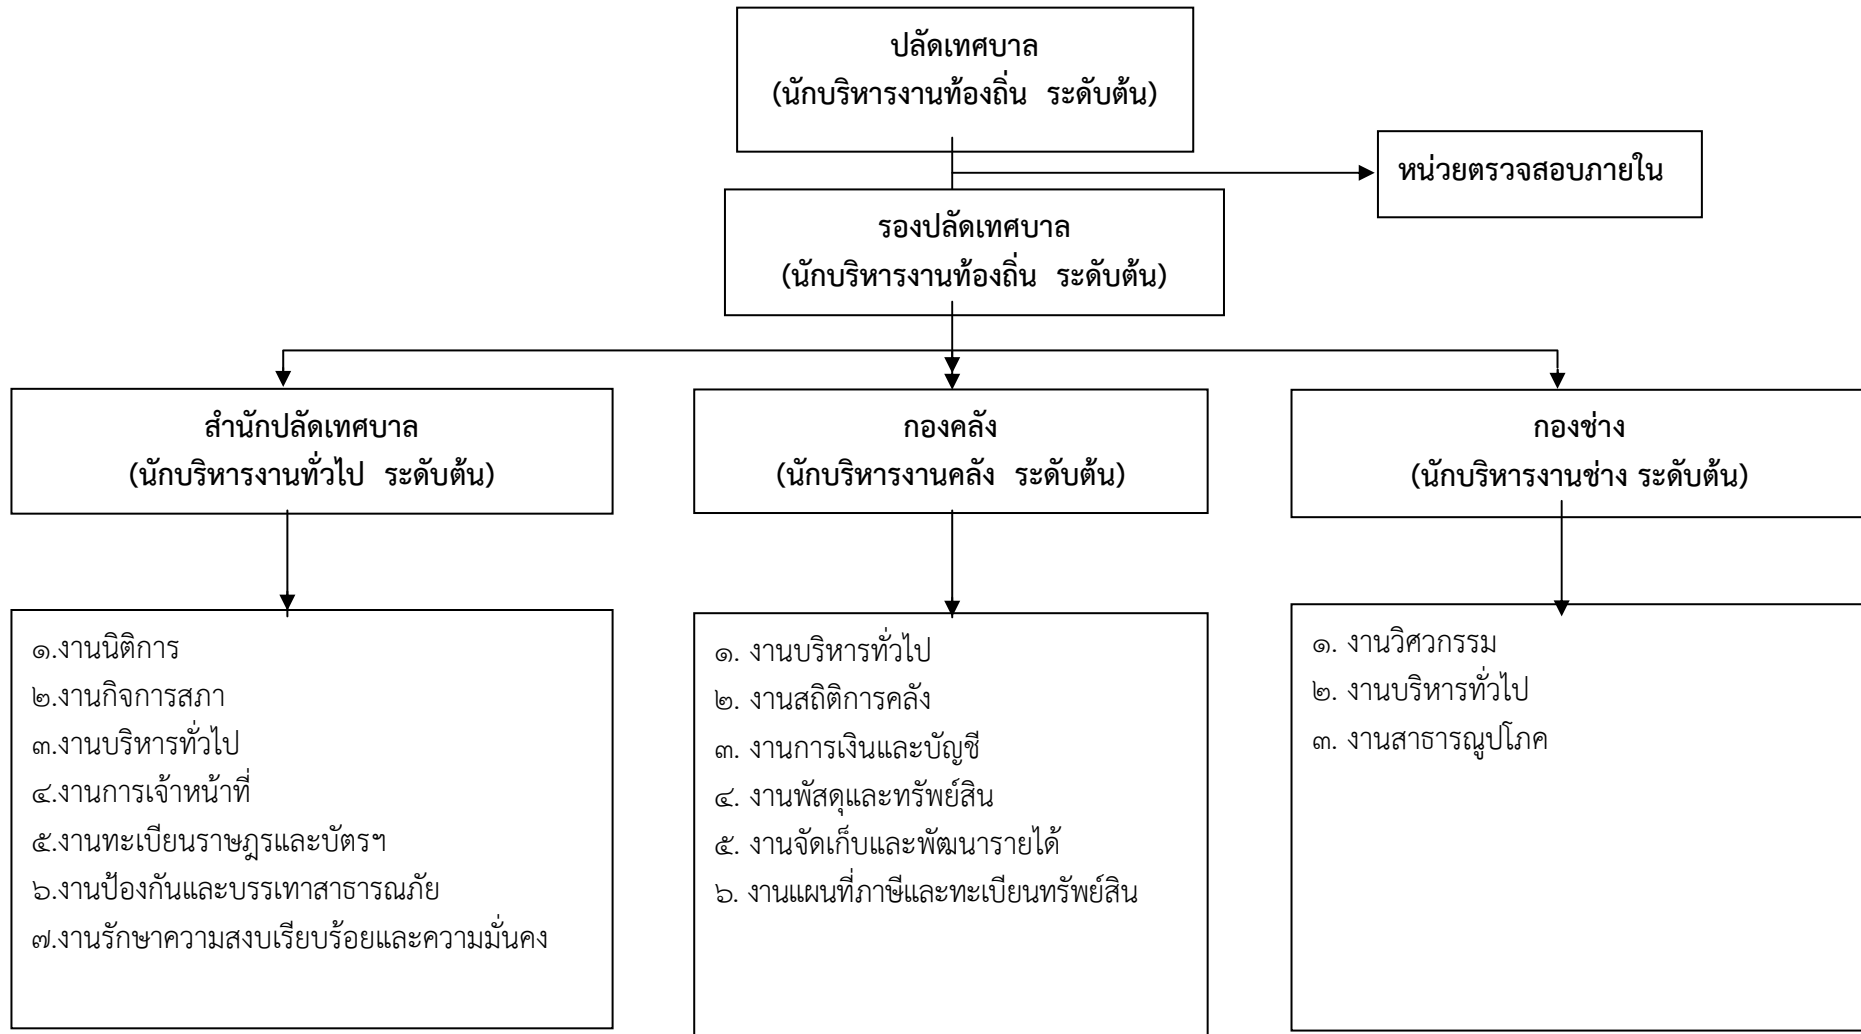 ปลัดเทศบาล
(นักบริหารงานท้องถิ่น ระดับต้น)
หน่วยตรวจสอบภายใน
รองปลัดเทศบาล
(นักบริหารงานท้องถิ่น ระดับต้น)
สำนักปลัดเทศบาล
(นักบริหารงานทั่วไป ระดับต้น)
กองคลัง
(นักบริหารงานคลัง ระดับต้น)
กองช่าง
(นักบริหารงานช่าง ระดับต้น)
๑.งานนิติการ
๒.งานกิจการสภา
๓.งานบริหารทั่วไป
๔.งานการเจ้าหน้าที่
๕.งานทะเบียนราษฎรและบัตรฯ
๖.งานป้องกันและบรรเทาสาธารณภัย
๗.งานรักษาความสงบเรียบร้อยและความมั่นคง
๑. งานบริหารทั่วไป
๒. งานสถิติการคลัง
๓. งานการเงินและบัญชี
๔. งานพัสดุและทรัพย์สิน
๕. งานจัดเก็บและพัฒนารายได้
๖. งานแผนที่ภาษีและทะเบียนทรัพย์สิน
๑. งานวิศวกรรม
๒. งานบริหารทั่วไป
๓. งานสาธารณูปโภค